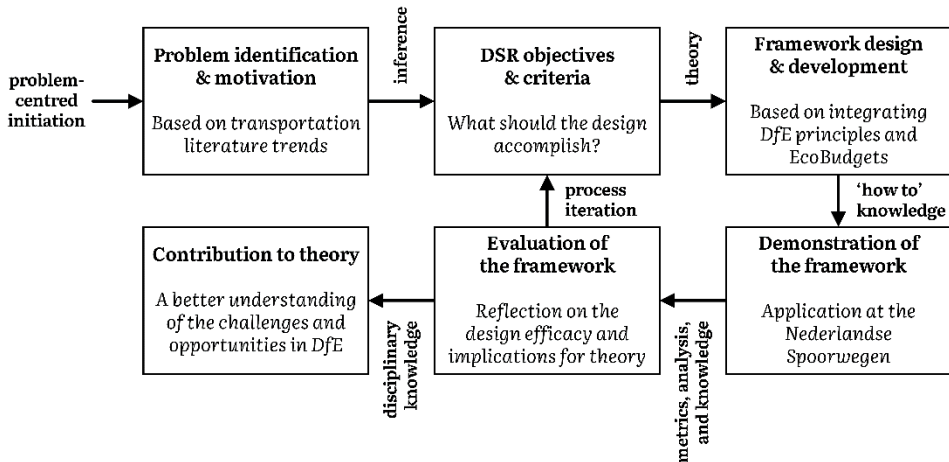 problem-
centred
initiation
Problem identification
& motivation
Based on transportation
literature trends
inference
DSR objectives
& criteria
What should the design
accomplish?
theory
Framework design
& development
Based on integrating
DfE principles and
EcoBudgets
'how to'
knowledge
Demonstration of
the framework
Application at the
Nederlandse
Spoorwegen
metrics, analysis,
and knowledge
Evaluation of
the framework
Reflection on the
design efficacy and
implications for theory
process
iteration
disciplinary
knowledge
Contribution to theory
A better understanding
of the challenges and
opportunities in DfE